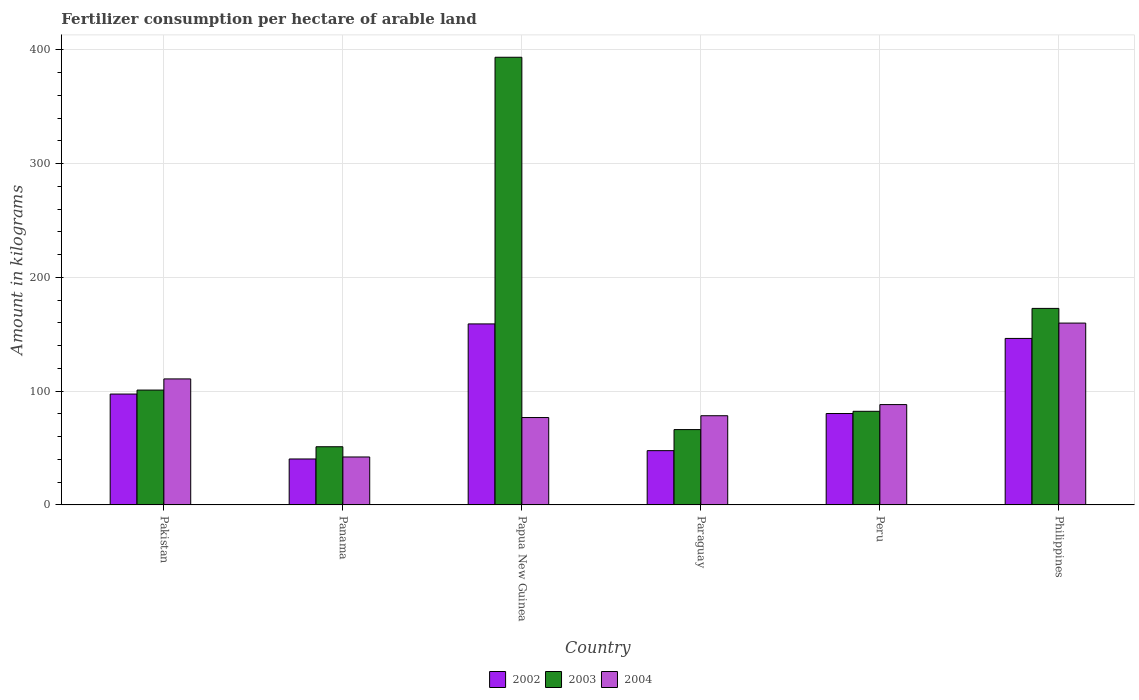 Fertilizer consumption per hectare of arable land
Amount in kilograms
400
300
200
100
0
Pakistan
Panama
Papua New Guinea
Paraguay
Peru
Philippines
Country
2002
2003
2004